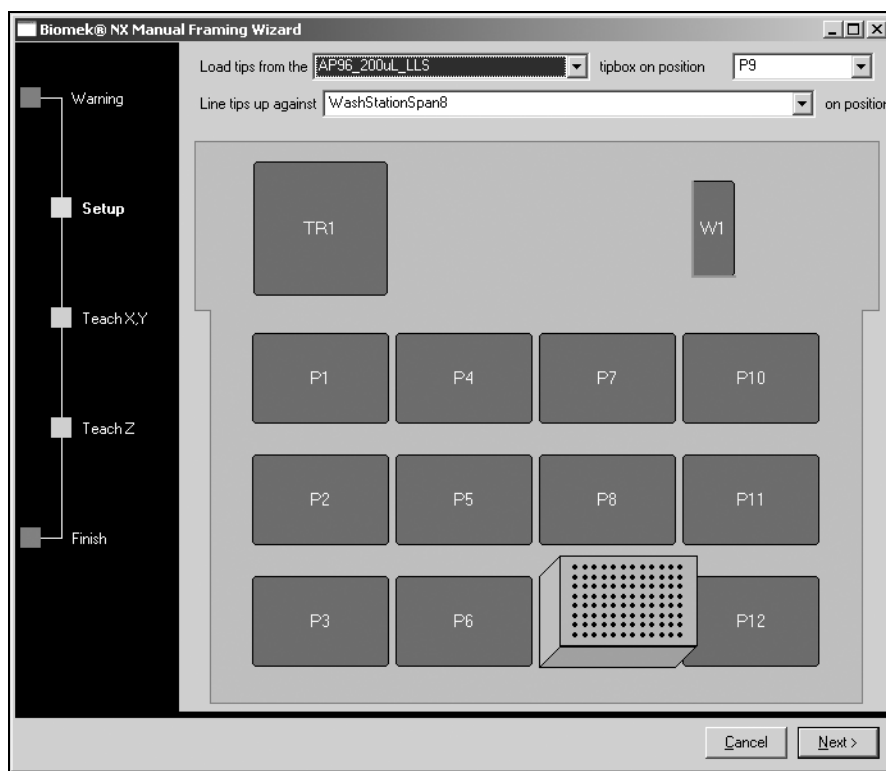 Biomek® NX Manual Framing Wizard
Load tips from the AP96_200uL_LLS tipbox on position P9
Line tips up against WashStationSpan8 on position
Warning
Setup
Teach X,Y
Teach Z
Finish
TR1 W1
P1 P4 P7 P10
P2 P5 P8 P11
P3 P6 P12
Cancel Next >